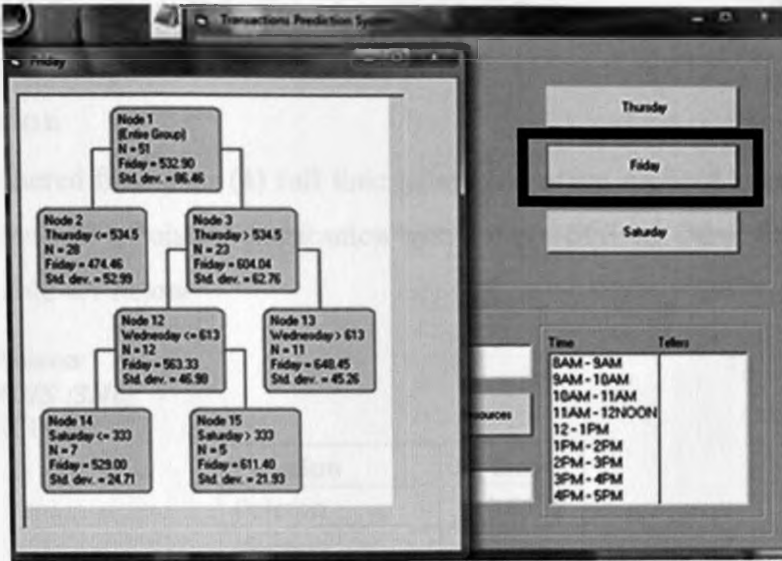 Transactions Prediction System
Friday
Node 1
(Entire Group)
N = 51
Friday = 532.90
Std. dev. = 86.46
Node 2
Thursday <= 534.5
N = 28
Friday = 474.46
Std. dev. = 52.99
Node 3
Thursday > 534.5
N = 23
Friday = 604.04
Std. dev. = 62.76
Node 12
Wednesday <= 613
N = 12
Friday = 563.33
Std. dev. = 46.98
Node 13
Wednesday > 613
N = 11
Friday = 648.45
Std. dev. = 45.26
Node 14
Saturday <= 333
N = 7
Friday = 529.00
Std. dev. = 24.71
Node 15
Saturday > 333
N = 5
Friday = 611.40
Std. dev. = 21.93
Thursday
Friday
Saturday
sources
Time Tellers
8AM - 9AM
9AM - 10AM
10AM - 11AM
11AM - 12NOON
12 - 1PM
1PM - 2PM
2PM - 3PM
3PM - 4PM
4PM - 5PM